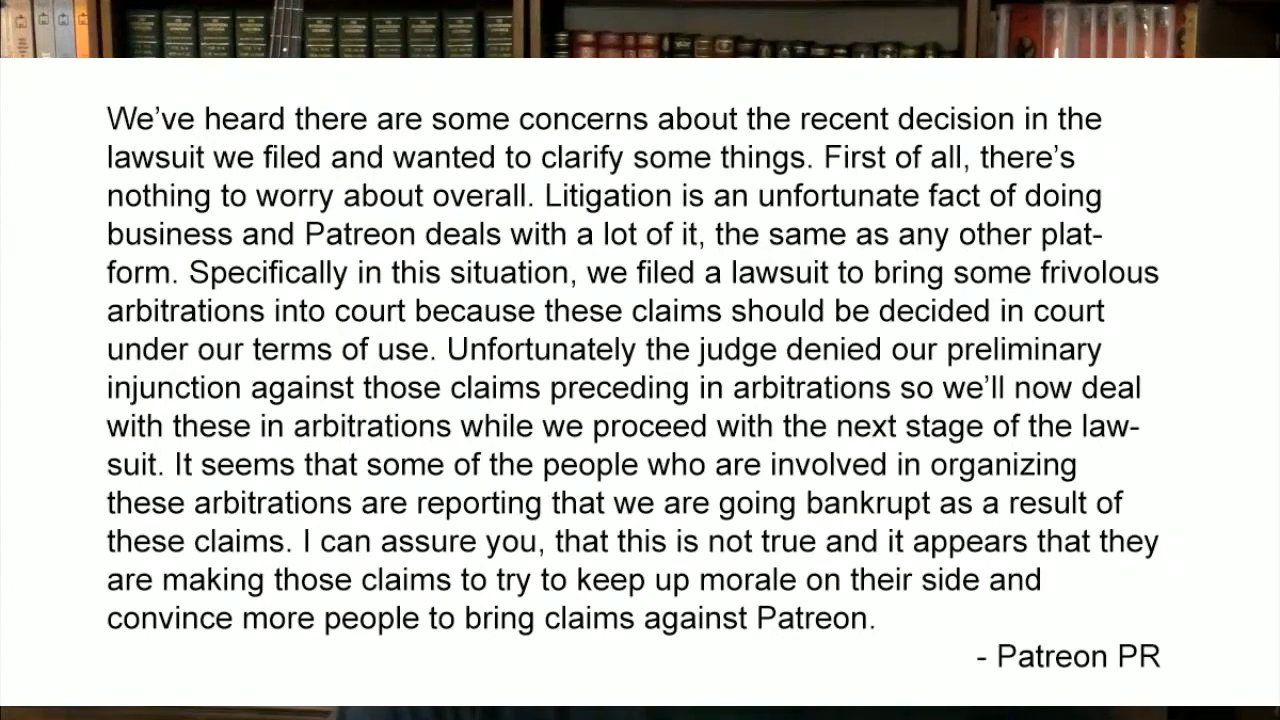 We've heard there are some concerns about the recent decision in the
lawsuit we filed and wanted to clarify some things. First of all, there's
nothing to worry about overall. Litigation is an unfortunate fact of doing
business and Patreon deals with a lot of it, the same as any other plat-
form. Specifically in this situation, we filed a lawsuit to bring some frivolous
arbitrations into court because these claims should be decided in court
under our terms of use. Unfortunately the judge denied our preliminary
injunction against those claims preceding in arbitrations so we'll now deal
with these in arbitrations while we proceed with the next stage of the law-
suit. It seems that some of the people who are involved in organizing
these arbitrations are reporting that we are going bankrupt as a result of
these claims. I can assure you, that this is not true and it appears that they
are making those claims to try to keep up morale on their side and
convince more people to bring claims against Patreon.
- Patreon PR